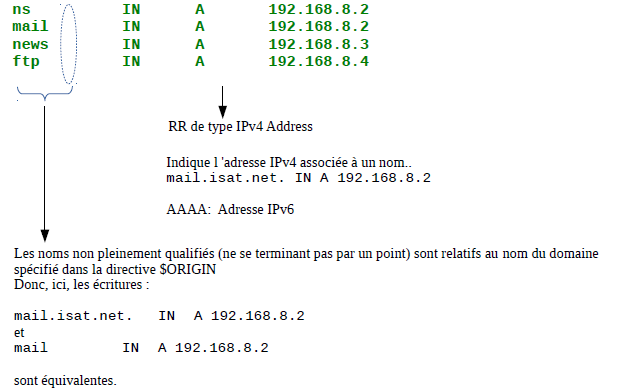 ns IN A 192.168.8.2
mail IN A 192.168.8.2
news IN A 192.168.8.3
ftp IN A 192.168.8.4
RR de type IPv4 Address
Indique l 'adresse IPv4 associée à un nom..
mail.isat.net. IN A 192.168.8.2
AAAA: Adresse IPv6
Les noms non pleinement qualifiés (ne se terminant pas par un point) sont relatifs au nom du domaine
spécifié dans la directive $ORIGIN
Donc, ici, les écritures :
mail.isat.net. IN A 192.168.8.2
et
mail IN A 192.168.8.2
sont équivalentes.